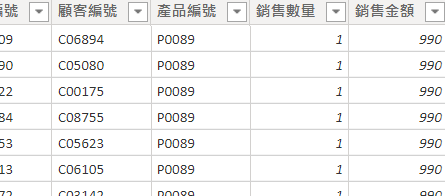 號 顧客編號 產品編號 銷售數量 銷售金額
09 C06894 P0089 1 990
90 C05080 P0089 1 990
22 C00175 P0089 1 990
84 C08755 P0089 1 990
53 C05623 P0089 1 990
13 C06105 P0089 1 990
72 C03142 P0089 1 990